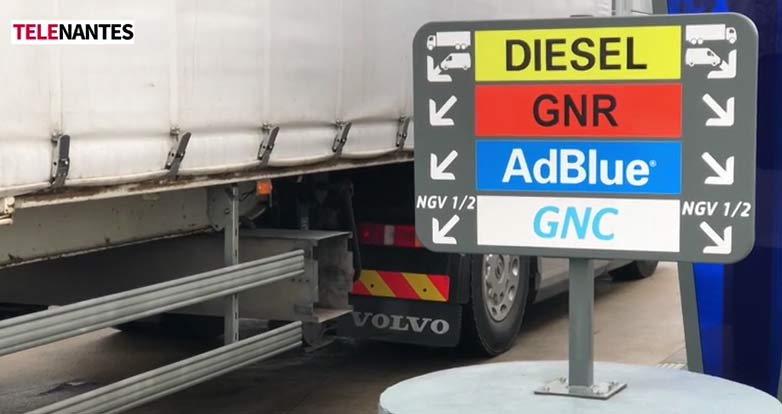 TELENANTES
DIESEL
GNR
AdBlue®
NGV 1/2 GNC NGV 1/2
VOLVO